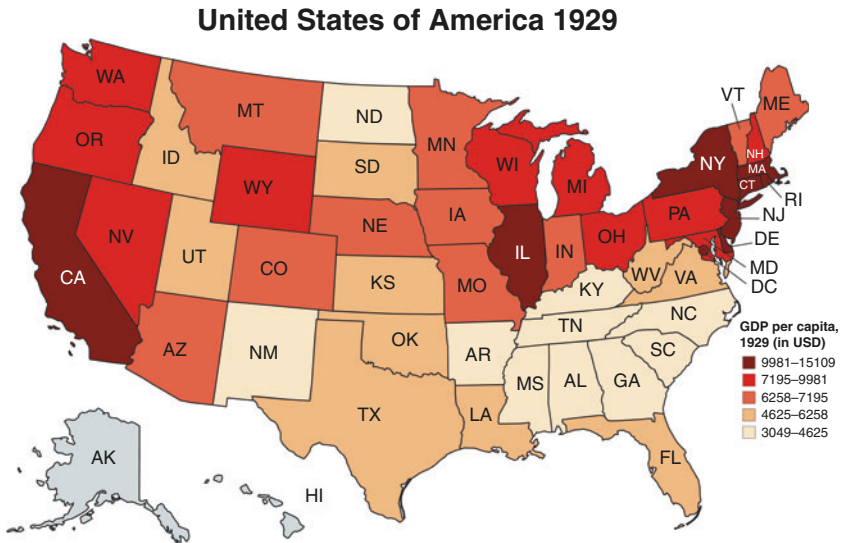 United States of America 1929
WA
MT
ND
MN
VT
ME
OR
ID
SD
WI
MI
NY
NH
MA
CT
RI
NJ
WY
NE
IA
PA
DE
MD
DC
NV
UT
CO
KS
MO
IL
IN
OH
WV
VA
CA
AZ
NM
OK
AR
KY
TN
NC
SC
MS
AL
GA
TX
LA
FL
AK
HI
GDP per capita,
1929 (in USD)
9981–15109
7195–9981
6258–7195
4625–6258
3049–4625